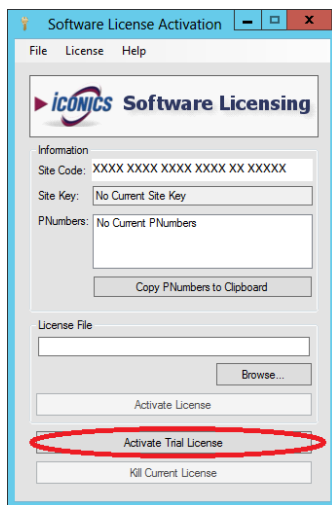 Software License Activation
File License Help
ICONICS Software Licensing
Information
Site Code: XXXX XXXX XXXX XXXX XX XXXXX
Site Key: No Current Site Key
PNumbers: No Current PNumbers
Copy PNumbers to Clipboard
License File
Browse...
Activate License
Activate Trial License
Kill Current License